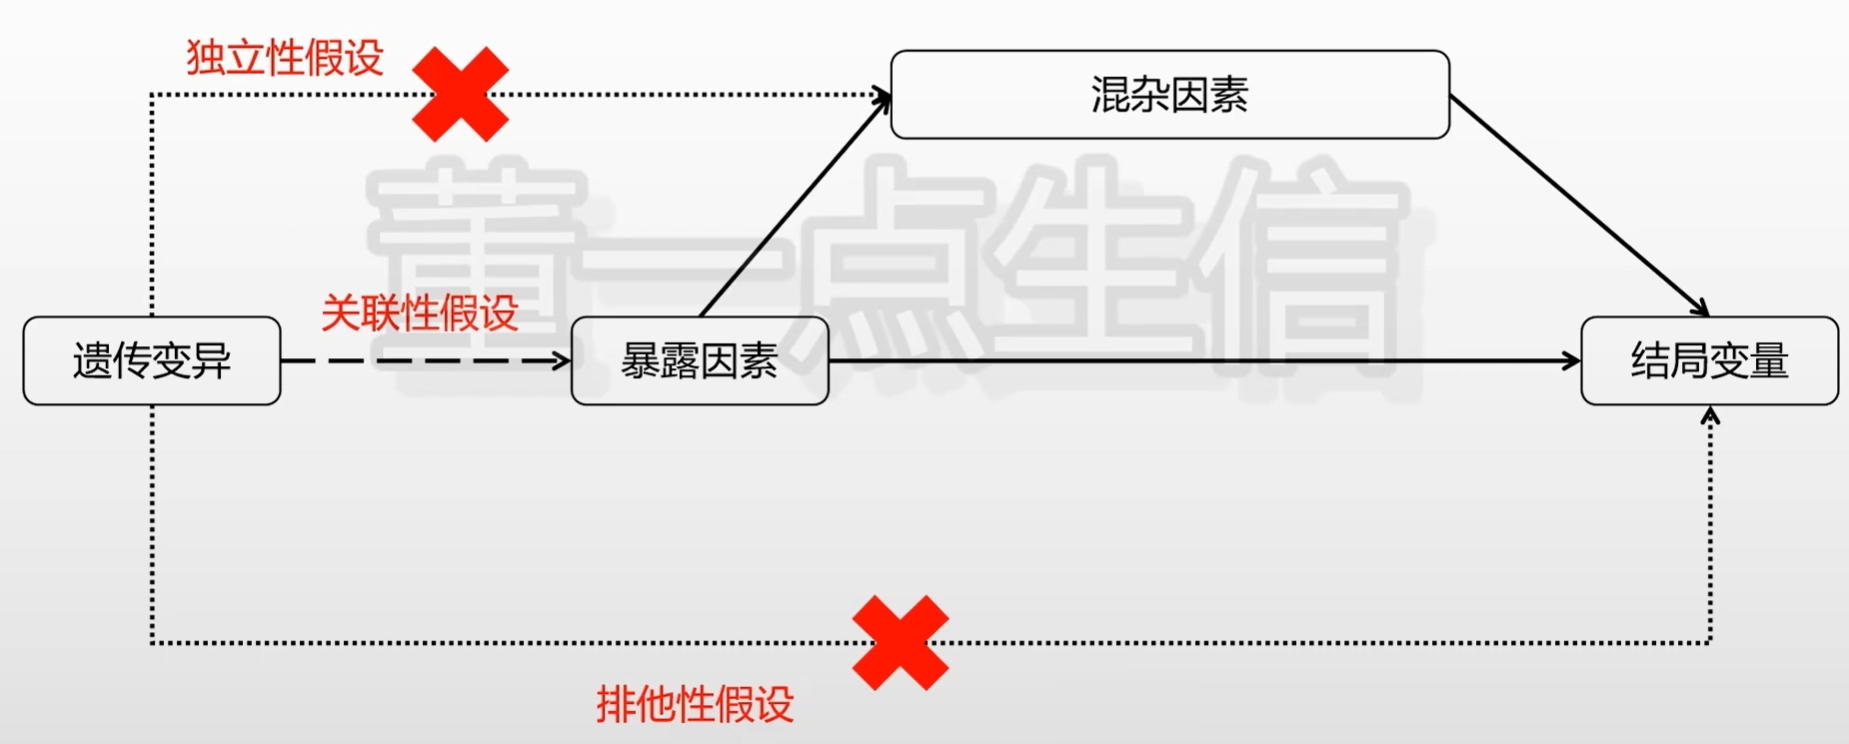 独立性假设
混杂因素
董一点生信
关联性假设
遗传变异
暴露因素
结局变量
排他性假设